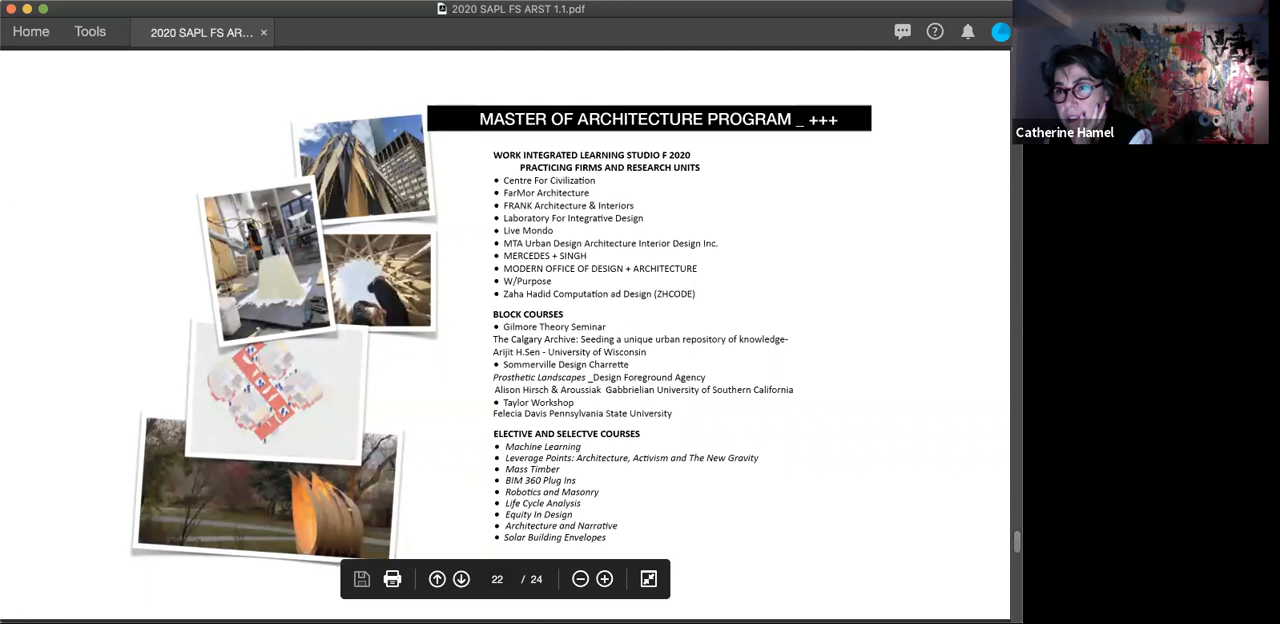 2020 SAPL FS ARST 1.1.pdf
Home Tools 2020 SAPL FS AR... ×
Catherine Hamel
MASTER OF ARCHITECTURE PROGRAM _ +++
WORK INTEGRATED LEARNING STUDIO F 2020
PRACTICING FIRMS AND RESEARCH UNITS
• Centre For Civilization
• FarMor Architecture
• FRANK Architecture & Interiors
• Laboratory For Integrative Design
• Live Mondo
• MTA Urban Design Architecture Interior Design Inc.
• MERCEDES + SINGH
• MODERN OFFICE OF DESIGN + ARCHITECTURE
• W/Purpose
• Zaha Hadid Computation ad Design (ZHCODE)
BLOCK COURSES
• Gilmore Theory Seminar
The Calgary Archive: Seeding a unique urban repository of knowledge-
Arijit H.Sen - University of Wisconsin
• Sommerville Design Charrette
Prosthetic Landscapes _Design Foreground Agency
Alison Hirsch & Aroussiak Gabbrielian University of Southern California
• Taylor Workshop
Felecia Davis Pennsylvania State University
ELECTIVE AND SELECTVE COURSES
• Machine Learning
• Leverage Points: Architecture, Activism and The New Gravity
• Mass Timber
• BIM 360 Plug Ins
• Robotics and Masonry
• Life Cycle Analysis
• Equity In Design
• Architecture and Narrative
• Solar Building Envelopes
22 / 24